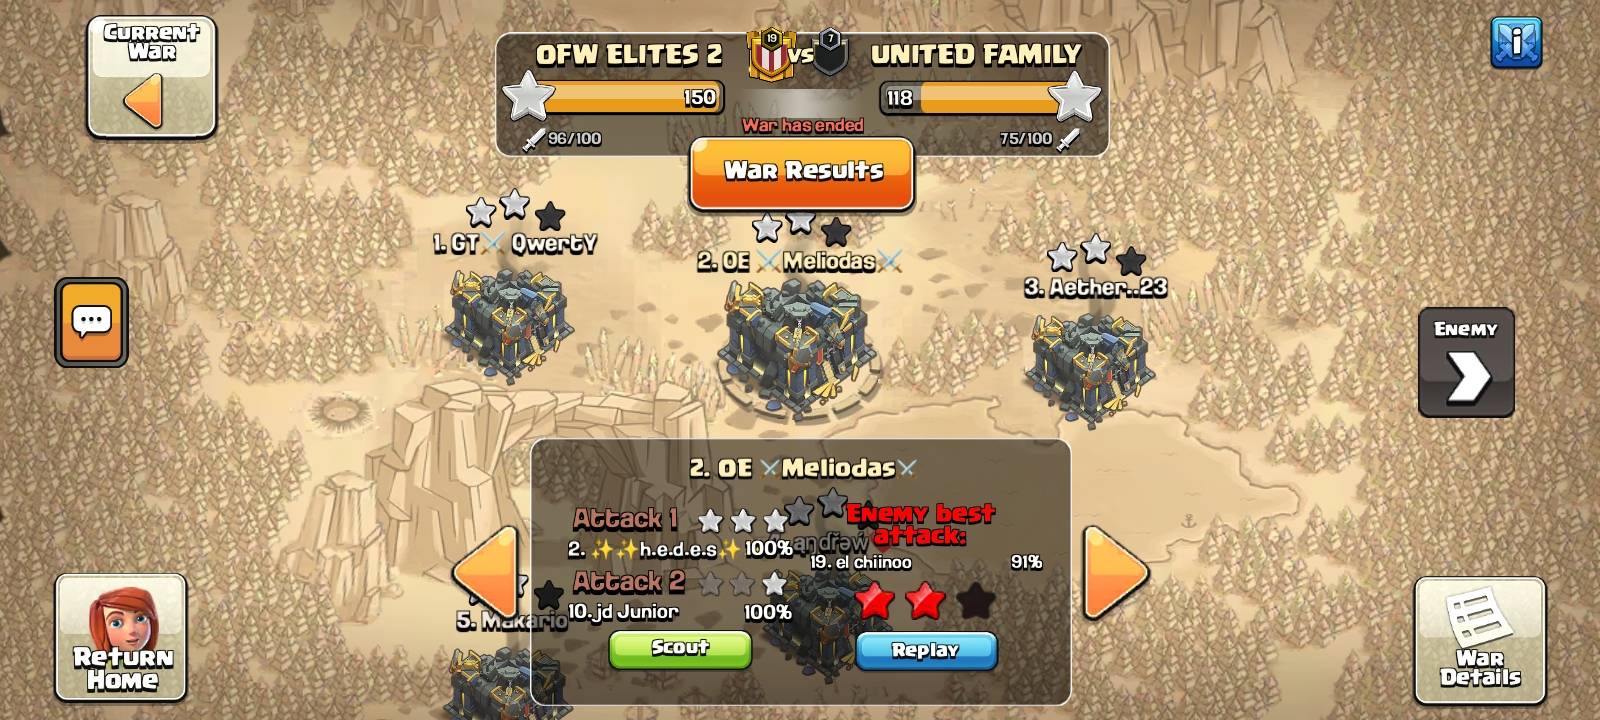 Current
War
OFW ELITES 2
19
vs
7
UNITED FAMILY
150
118
96/100
War has ended
75/100
War Results
1. GT⚔ QwertY
2. OE ⚔Meliodas⚔
3. Aether..23
Enemy
2. OE ⚔Meliodas⚔
Attack 1
2. ✨✨h.e.d.e.s✨ 100%
Attack 2
10.jd Junior 100%
Enemy best
attack:
19. el chiinoo 91%
5. Makario
Scout
Replay
Return
Home
War
Details